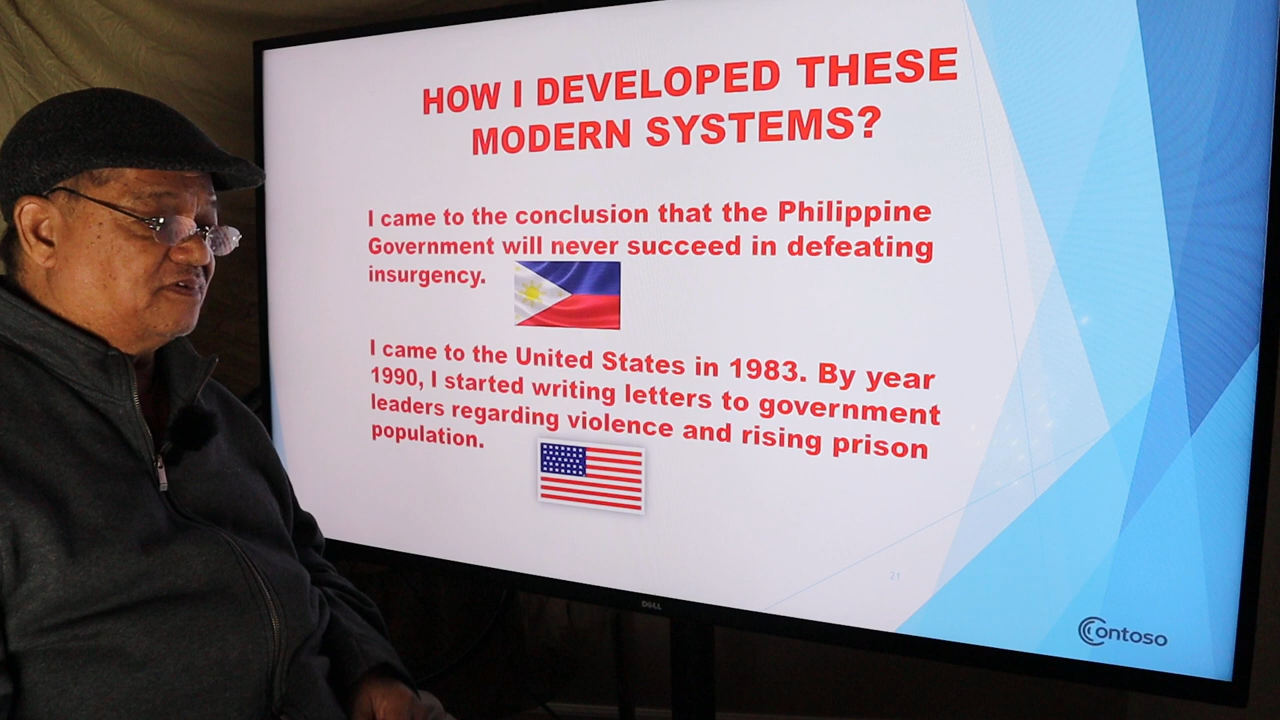 HOW I DEVELOPED THESE
MODERN SYSTEMS?
I came to the conclusion that the Philippine
Government will never succeed in defeating
insurgency.
I came to the United States in 1983. By year
1990, I started writing letters to government
leaders regarding violence and rising prison
population.
21
Contoso
DELL